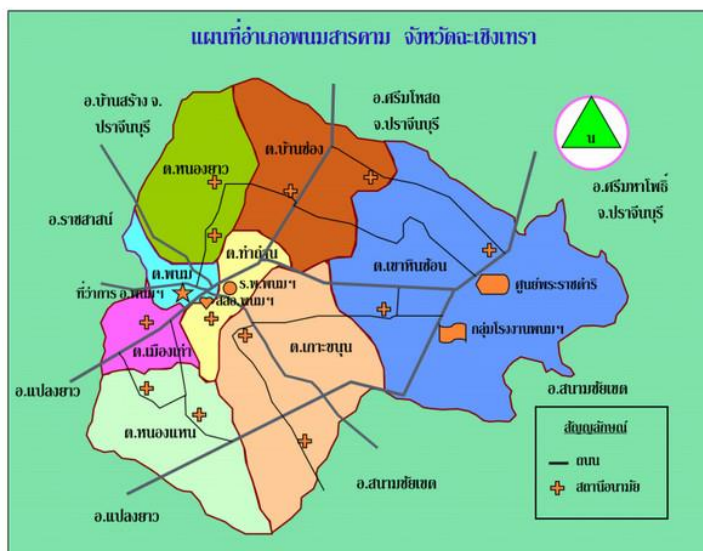 แผนที่อำเภอพนมสารคาม จังหวัดฉะเชิงเทรา
อ.บ้านสร้าง จ.
ปราจีนบุรี
อ.ศรีมโหสถ
จ.ปราจีนบุรี
น
ต.บ้านซ่อง
ต.หนองยาว
อ.ศรีมหาโพธิ์
จ.ปราจีนบุรี
อ.ราชสาสน์
ต.ท่าถ่าน
ต.เขาหินซ้อน
ต.พนม
ที่ว่าการ อ.พนมฯ
ร.พ.พนมฯ
สสอ.พนมฯ
ศูนย์พระราชดำริ
กลุ่มโรงงานพนมฯ
ต.เมืองเก่า
ต.เกาะขนุน
อ.แปลงยาว
อ.สนามชัยเขต
ต.หนองแหน
อ.สนามชัยเขต
อ.แปลงยาว
สัญญลักษณ์
ถนน
สถานีอนามัย